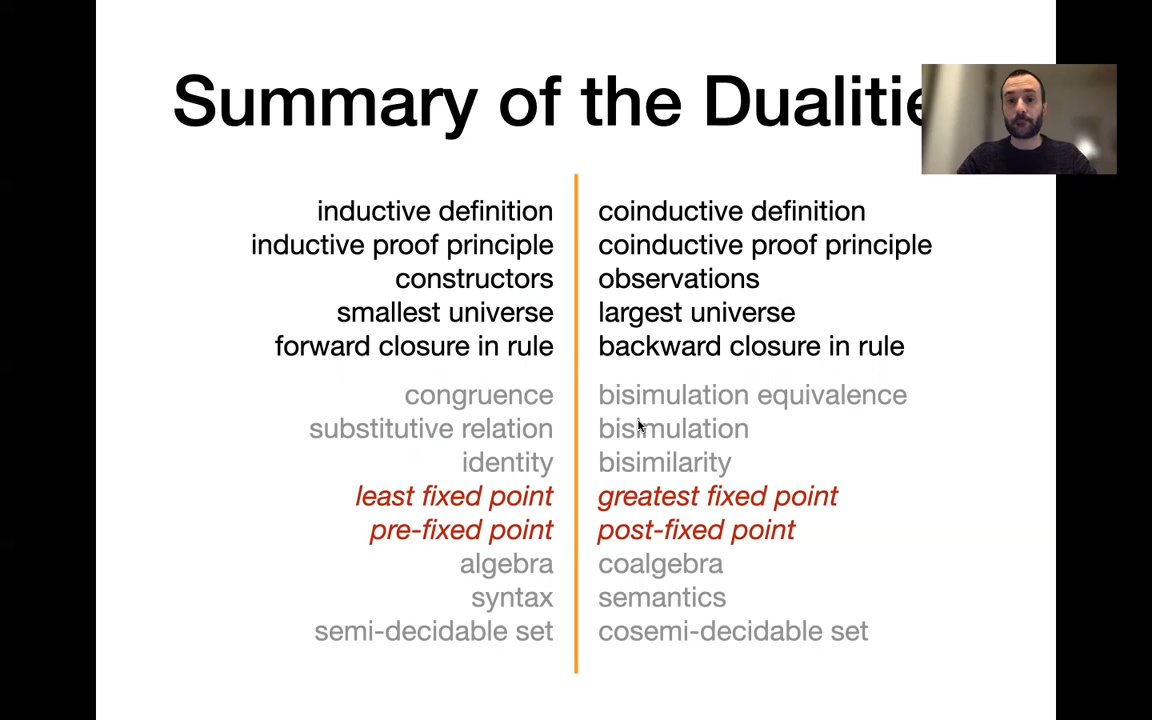 Summary of the Dualitie
inductive definition coinductive definition
inductive proof principle coinductive proof principle
constructors observations
smallest universe largest universe
forward closure in rule backward closure in rule
congruence bisimulation equivalence
substitutive relation bisimulation
identity bisimilarity
least fixed point greatest fixed point
pre-fixed point post-fixed point
algebra coalgebra
syntax semantics
semi-decidable set cosemi-decidable set